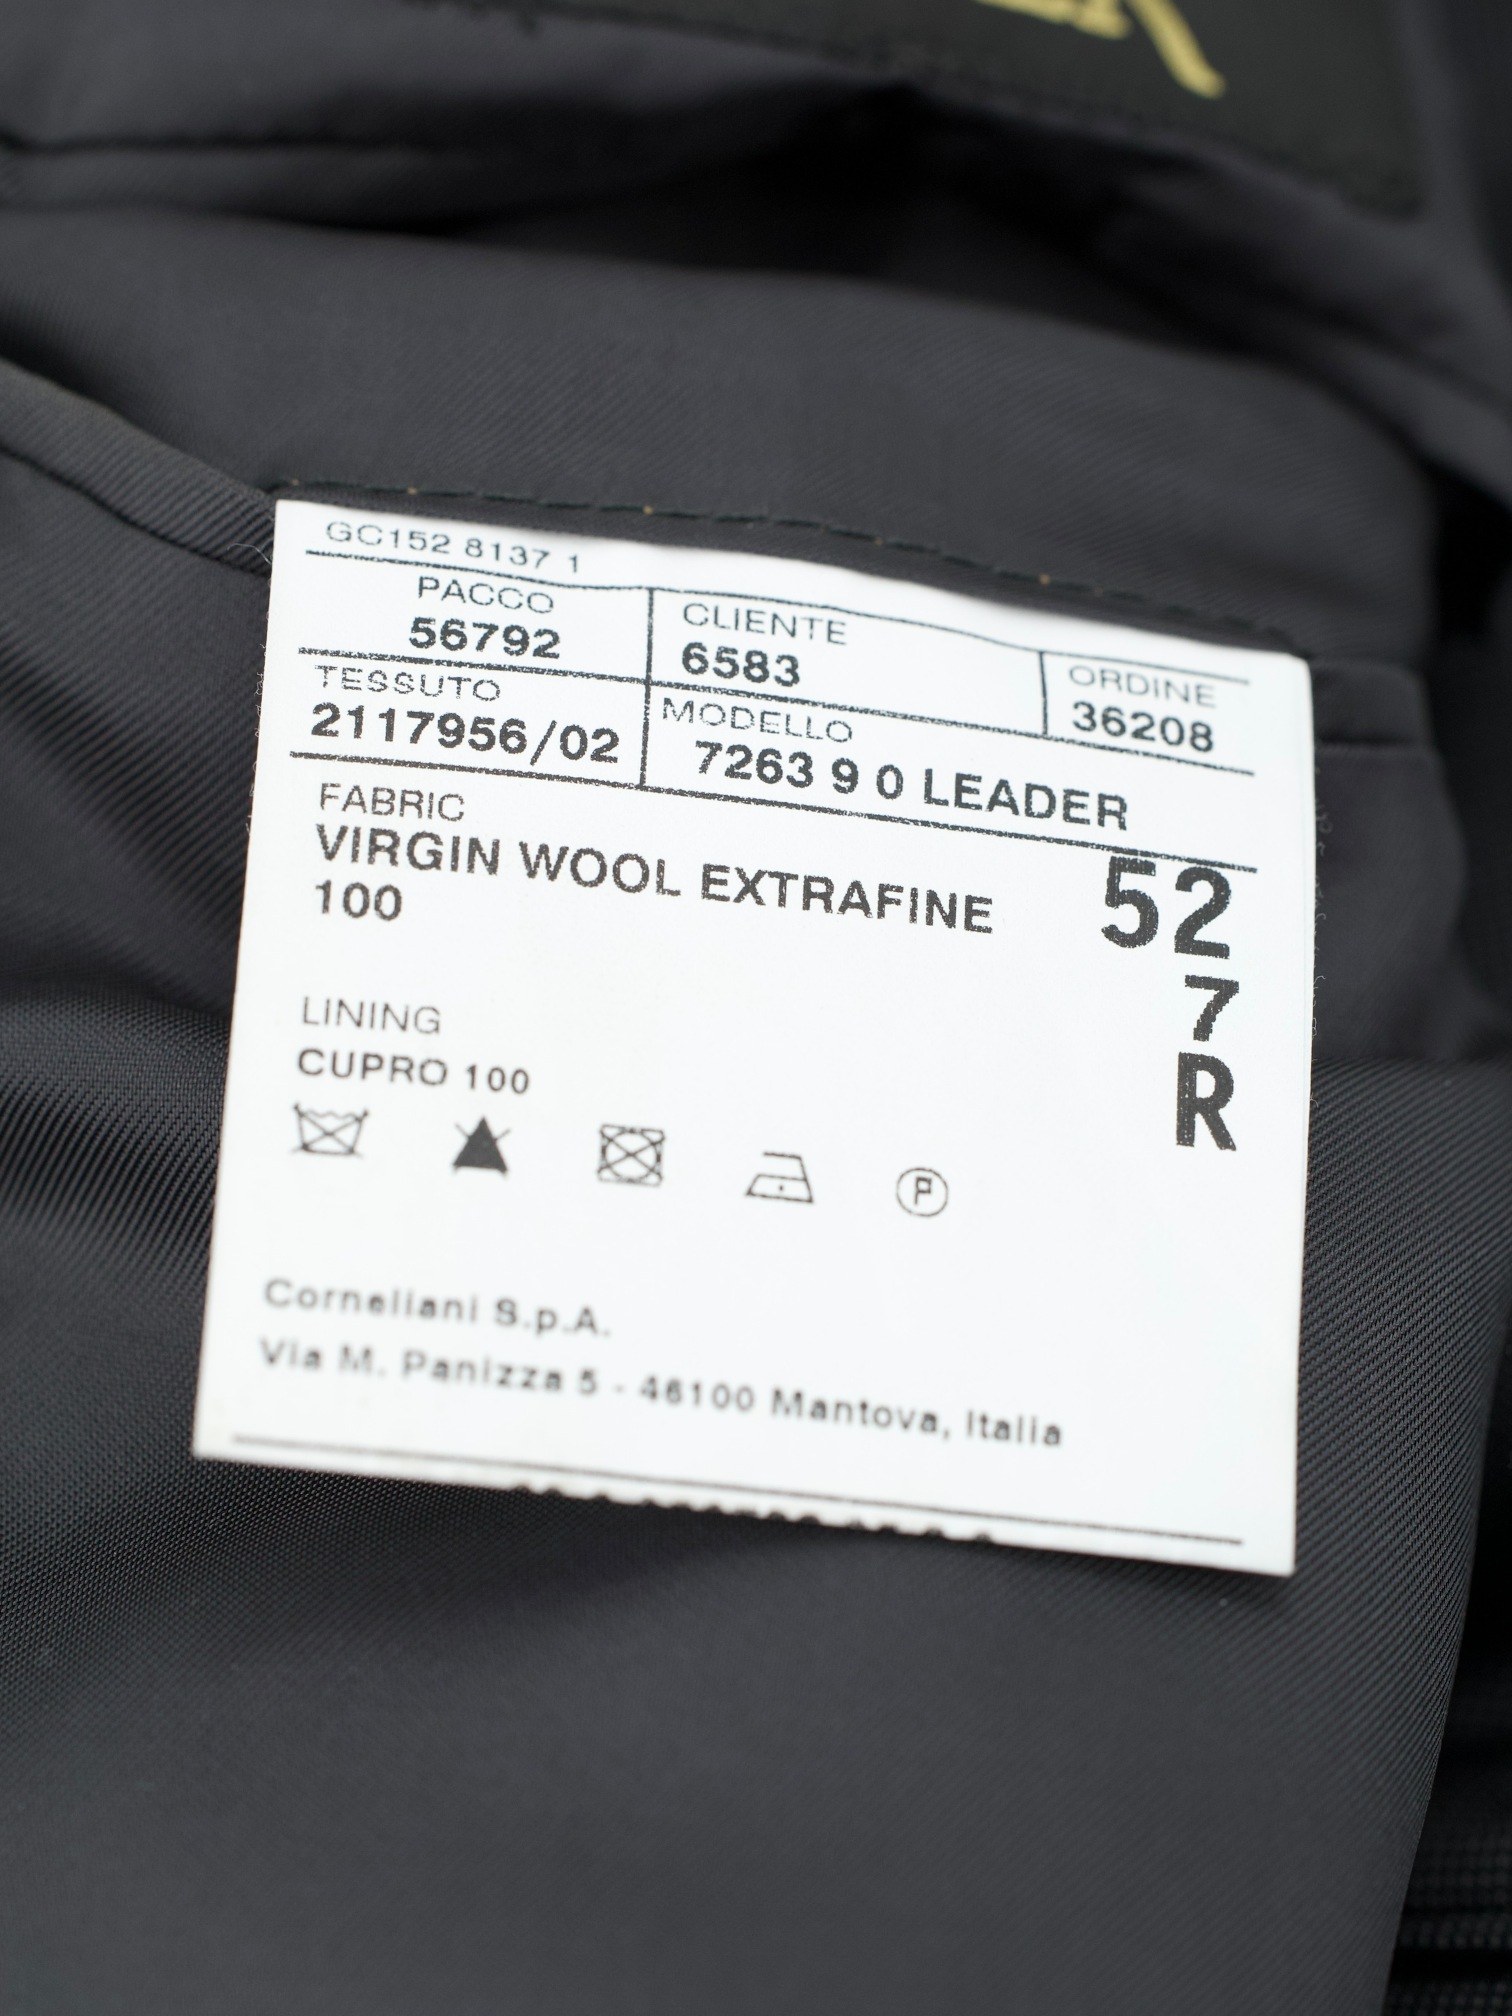 GC152 8137 1
PACCO
56792
CLIENTE
6583
ORDINE
36208
TESSUTO
2117956/02
MODELLO
7263 9 0 LEADER
FABRIC
VIRGIN WOOL EXTRAFINE
100
52
7
R
LINING
CUPRO 100
P
Corneliani S.p.A.
Via M. Panizza 5 - 46100 Mantova, Italia